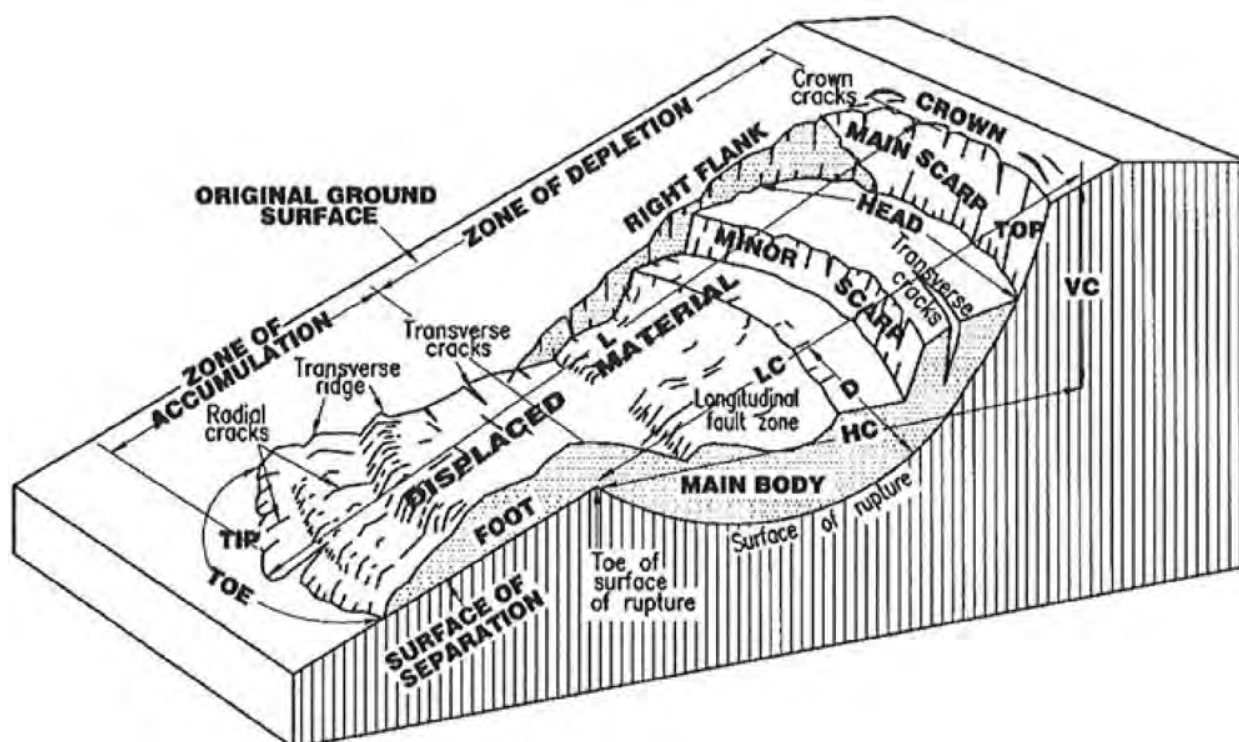 Crown
cracks
CROWN
ZONE OF DEPLETION
MAIN SCARP
RIGHT FLANK
ORIGINAL GROUND
SURFACE
HEAD
TOP
MINOR SCARP
Transverse
cracks
VC
ZONE OF
ACCUMULATION
Transverse
cracks
L
DISPLACED MATERIAL
Transverse
ridge
LC
D
Radial
cracks
Longitudinal
fault zone
HC
MAIN BODY
FOOT
Surface of rupture
TIP
TOE
Toe of
surface
of rupture
SURFACE OF
SEPARATION